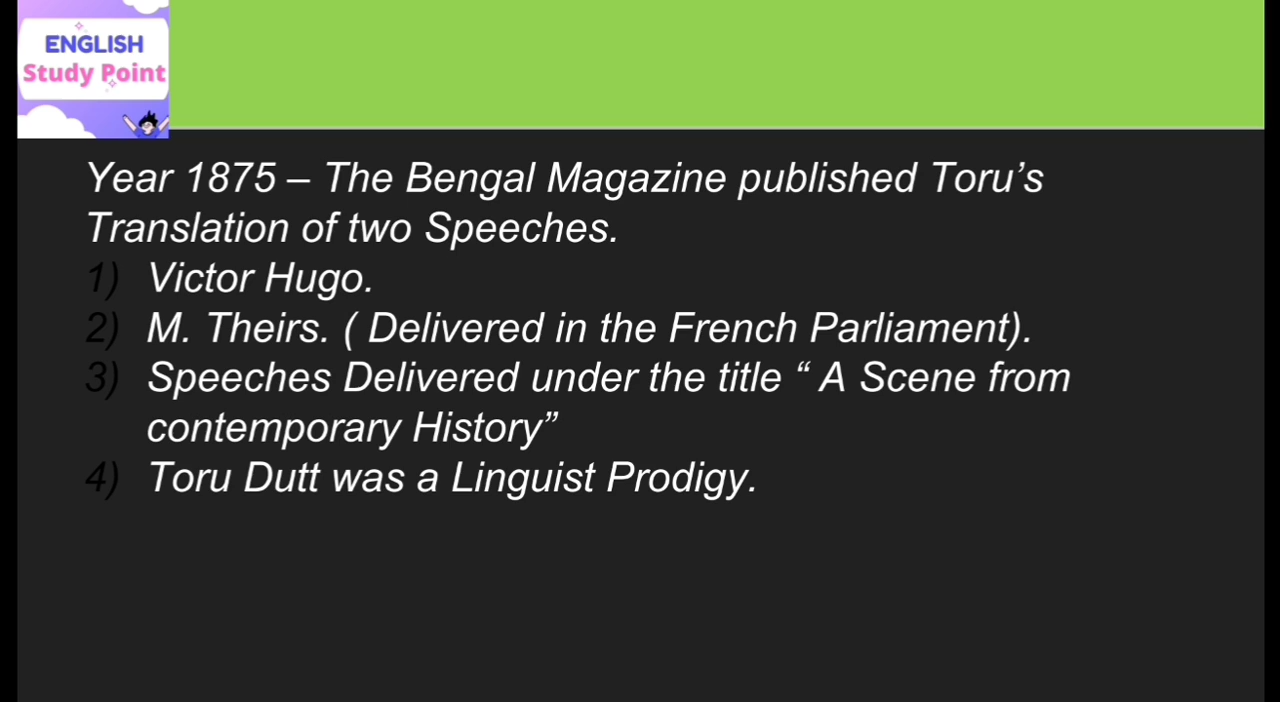 ENGLISH
Study Point
Year 1875 – The Bengal Magazine published Toru’s
Translation of two Speeches.
1) Victor Hugo.
2) M. Theirs. ( Delivered in the French Parliament).
3) Speeches Delivered under the title “ A Scene from
contemporary History”
4) Toru Dutt was a Linguist Prodigy.